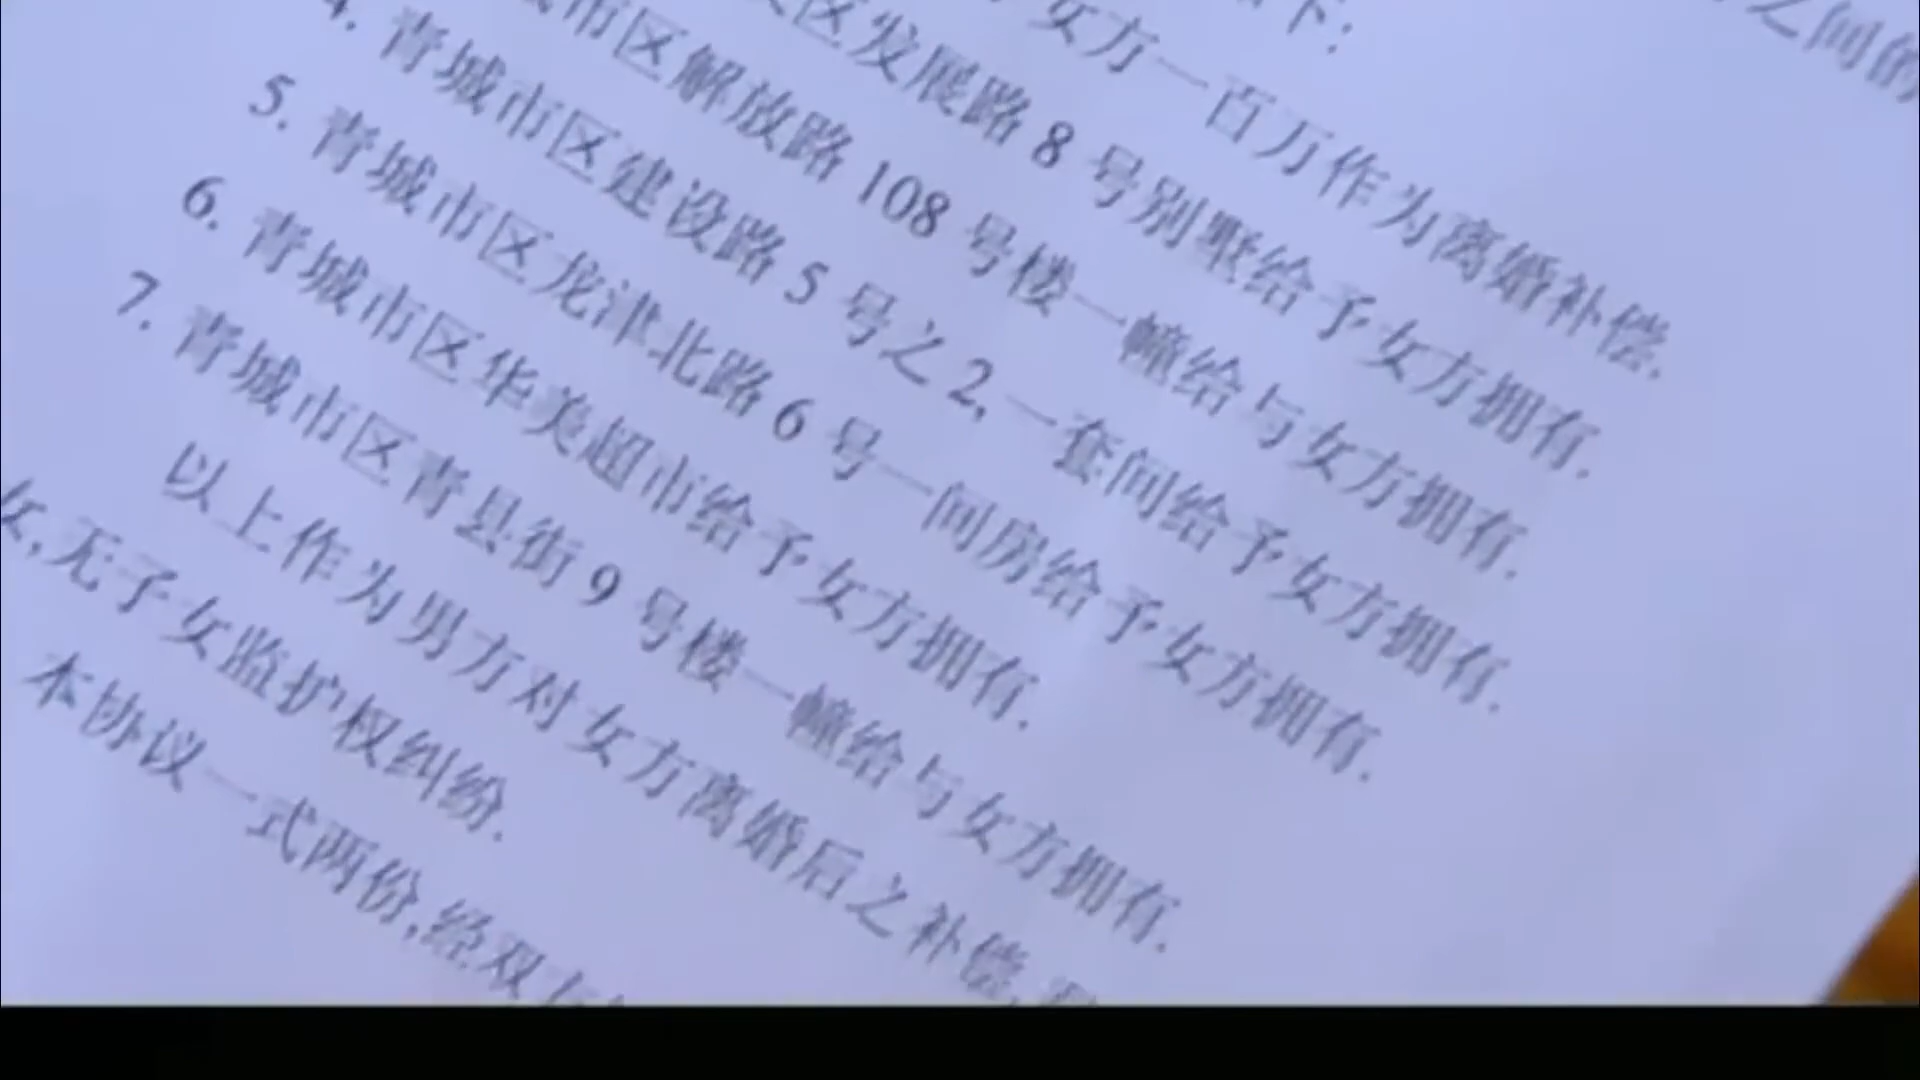 之间的
下:
女方一百万作为离婚补偿.
区发展路 8 号别墅给予女方拥有.
市区解放路 108 号楼一幢给与女方拥有.
4. 青城市区建设路 5 号之 2,一套间给予女方拥有.
5. 青城市区龙津北路 6 号一间房给予女方拥有.
6. 青城市区华美超市给予女方拥有.
7. 青城市区青县街 9 号楼一幢给与女方拥有.
以上作为男方对女方离婚后之补偿,
女,无子女监护权纠纷.
本协议一式两份,经双方